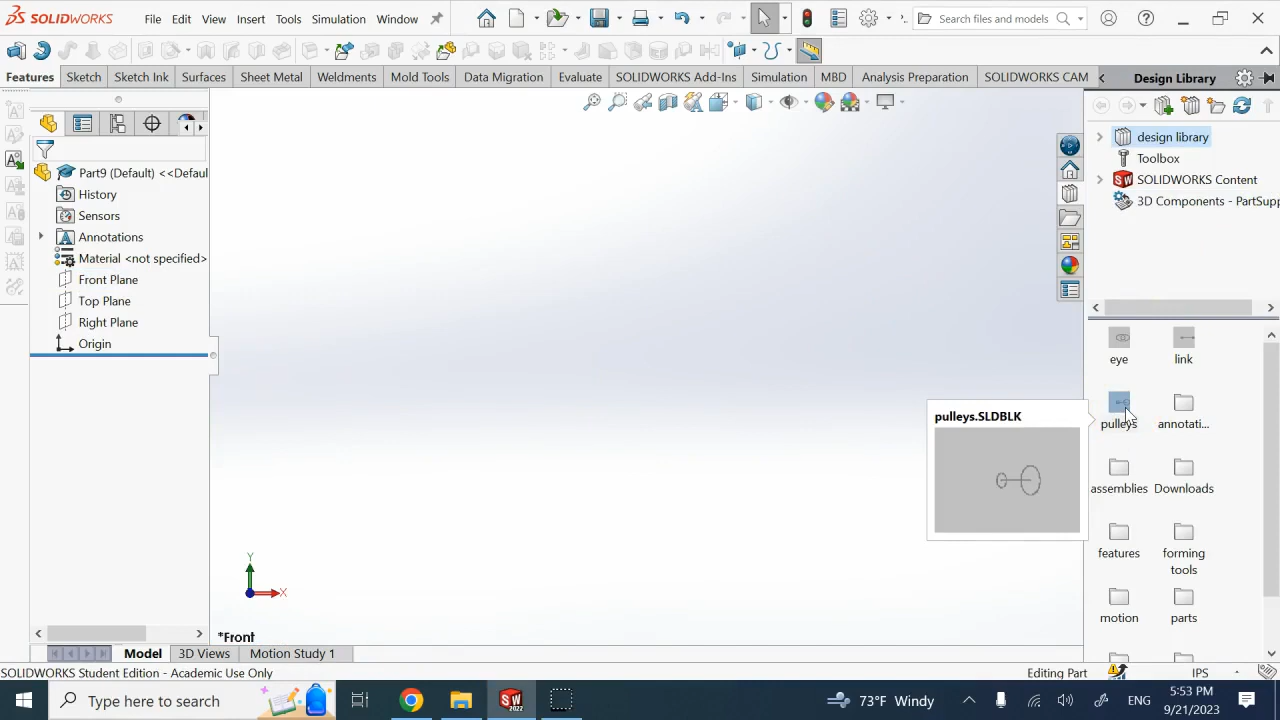 SOLIDWORKS File Edit View Insert Tools Simulation Window Search files and models
Features Sketch Sketch Ink Surfaces Sheet Metal Weldments Mold Tools Data Migration Evaluate SOLIDWORKS Add-Ins Simulation MBD Analysis Preparation SOLIDWORKS CAM Design Library
Part9 (Default) <<Defaul
History
Sensors
Annotations
Material <not specified>
Front Plane
Top Plane
Right Plane
Origin
design library
Toolbox
SOLIDWORKS Content
3D Components - PartSupp
eye link
pulleys annotati...
assemblies Downloads
features forming tools
motion parts
pulleys.SLDBLK
Y
X
*Front
Model 3D Views Motion Study 1
SOLIDWORKS Student Edition - Academic Use Only Editing Part IPS
Type here to search
SW 2022
73°F Windy
ENG
5:53 PM
9/21/2023